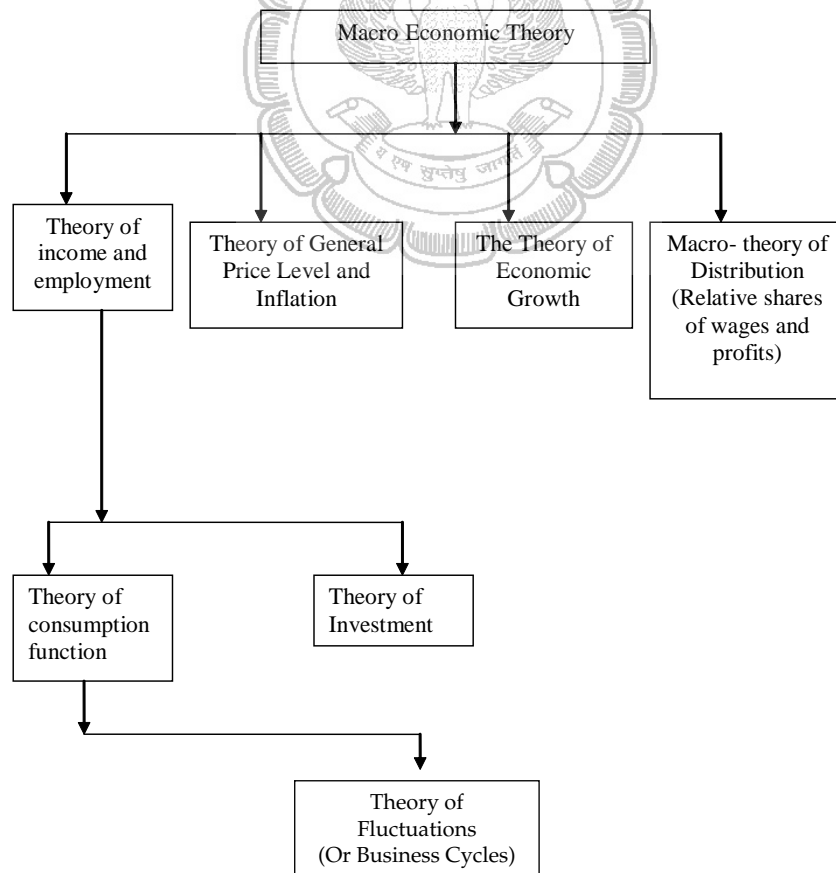 Macro Economic Theory
य एष सुप्तेषु जागर्ति
Theory of
income and
employment
Theory of General
Price Level and
Inflation
The Theory of
Economic
Growth
Macro- theory of
Distribution
(Relative shares
of wages and
profits)
Theory of
consumption
function
Theory of
Investment
Theory of
Fluctuations
(Or Business Cycles)